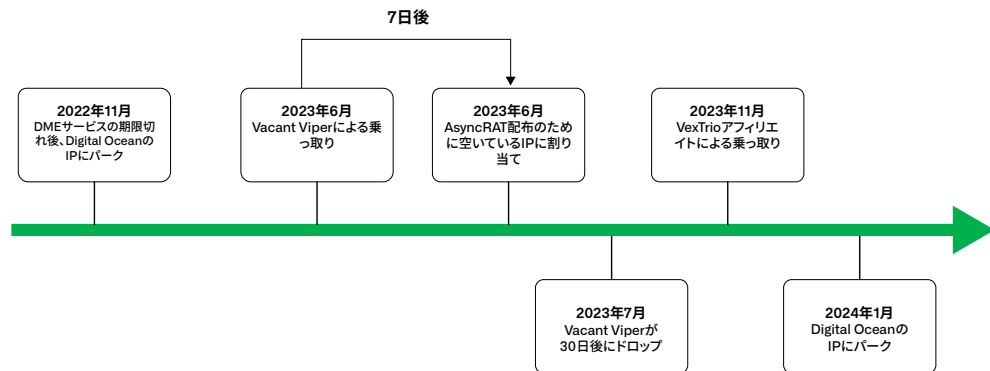 7日後
2022年11月
DMEサービスの期限切
れ後、Digital Oceanの
IPにパーク
2023年6月
Vacant Viperによる乗
っ取り
2023年6月
AsyncRAT配布のため
に空いているIPに割り
当て
2023年11月
VexTrioアフィリエ
イトによる乗っ取り
2023年7月
Vacant Viperが
30日後にドロップ
2024年1月
Digital Oceanの
IPにパーク